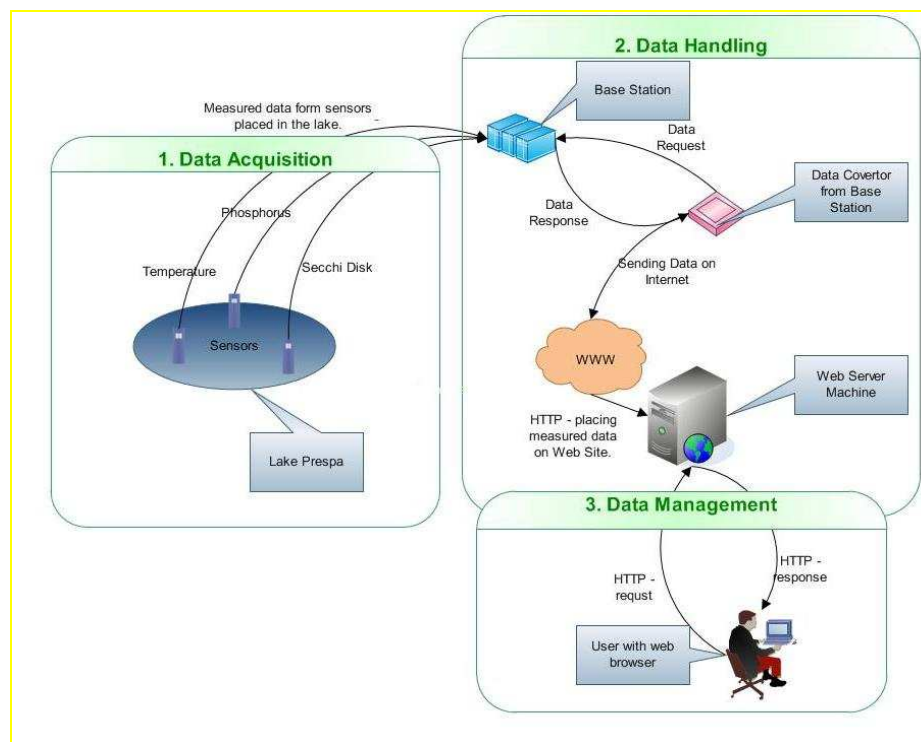 2. Data Handling
Base Station
Measured data form sensors
placed in the lake.
Data
Request
1. Data Acquisition
Data Covertor
from Base
Station
Data
Response
Phosphorus
Temperature
Secchi Disk
Sending Data on
Internet
Sensors
WWW
Web Server
Machine
HTTP - placing
measured data
on Web Site.
Lake Prespa
3. Data Management
HTTP -
requst
HTTP -
response
User with web
browser